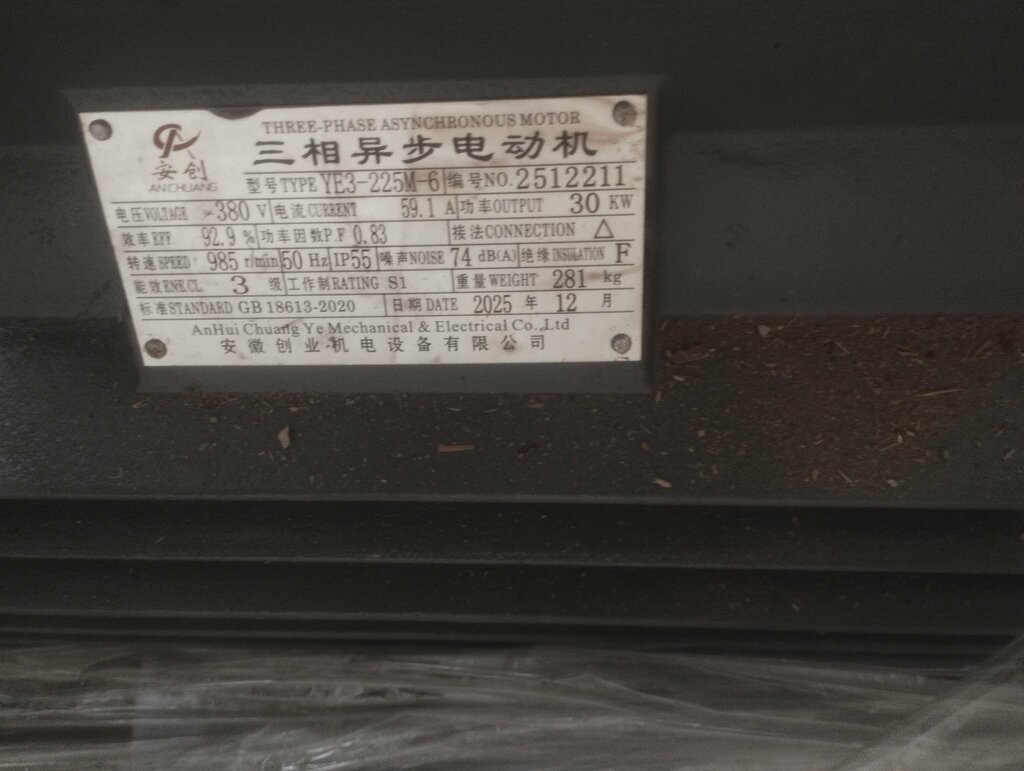 THREE-PHASE ASYNCHRONOUS MOTOR
三相异步电动机
安创
ANCHUANG
型号TYPE YE3-225M-6 编号NO.2512211
电压VOLTAGE 380 V 电流CURRENT 59.1 A 功率OUTPUT 30 KW
效率EFF. 92.9 % 功率因数P.F 0.83 接法CONNECTION △
转速SPEED 985 r/min 50 Hz IP55 噪声NOISE 74 dB(A) 绝缘INSULATION F
能效ENE.CL 3 级 工作制RATING S1 重量WEIGHT 281 kg
标准STANDARD GB 18613-2020 日期DATE 2025 年 12 月
AnHui Chuang Ye Mechanical & Electrical Co.,Ltd
安徽创业机电设备有限公司